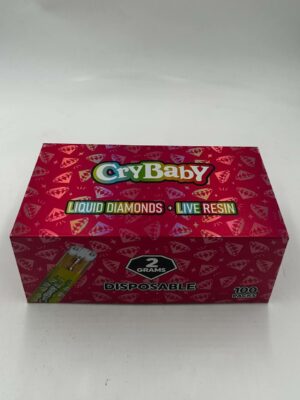 CRYBABY
LIQUID DIAMONDS · LIVE RESIN
2
GRAMS
DISPOSABLE
100
PACKS